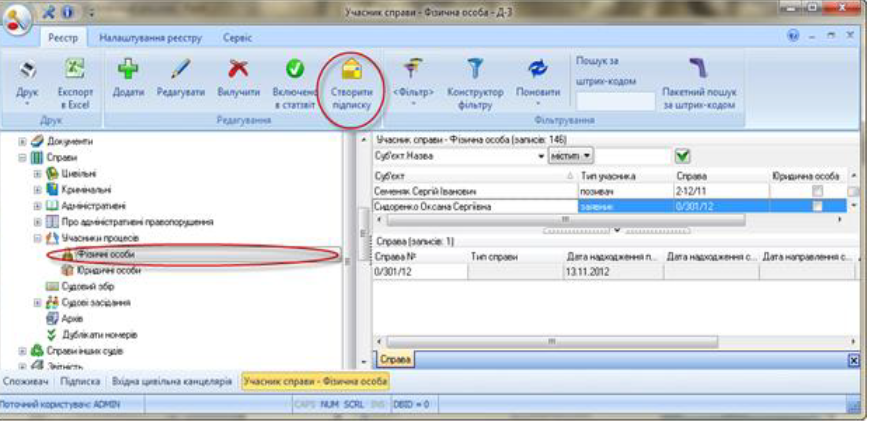 Учасник справи - Фізична особа - Д-3
Реєстр Налаштування реєстру Сервіс
Друк Експорт в Excel Додати Редагувати Вилучити Включено в статзвіт Створити підписку <Фільтр> Конструктор фільтру Поновити Пошук за штрих-кодом Пакетний пошук за штрих-кодом
Друк Редагування Фільтрування
Документи
Справи
Цивільні
Кримінальні
Адміністративні
Про адміністративні правопорушення
Учасники процесів
Фізичні особи
Юридичні особи
Судовий збір
Судові засідання
Архів
Дублікати номерів
Справи інших судів
Звітність
Учасник справи - Фізична особа (записів: 146)
Суб'єкт.Назва містить
Суб'єкт Тип учасника Справа Юридична особа
Семеняк Сергій Іванович позивач 2-12/11
Сидоренко Оксана Сергіївна заявник 0/301/12
Справа (записів: 1)
Справа № Тип справи Дата надходження п... Дата надходження с... Дата направлення с...
0/301/12 13.11.2012
Справа
Споживач Підписка Вхідна цивільна канцелярія Учасник справи - Фізична особа
Поточний користувач: ADMIN CAPS NUM SCRL INS DBID = 0